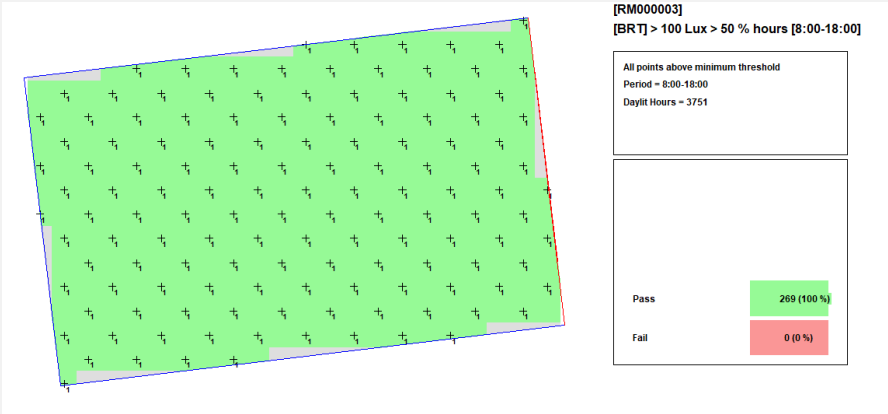 [RM000003]
[BRT] > 100 Lux > 50 % hours [8:00-18:00]
All points above minimum threshold
Period = 8:00-18:00
Daylit Hours = 3751
Pass
269 (100 %)
Fail
0 (0 %)